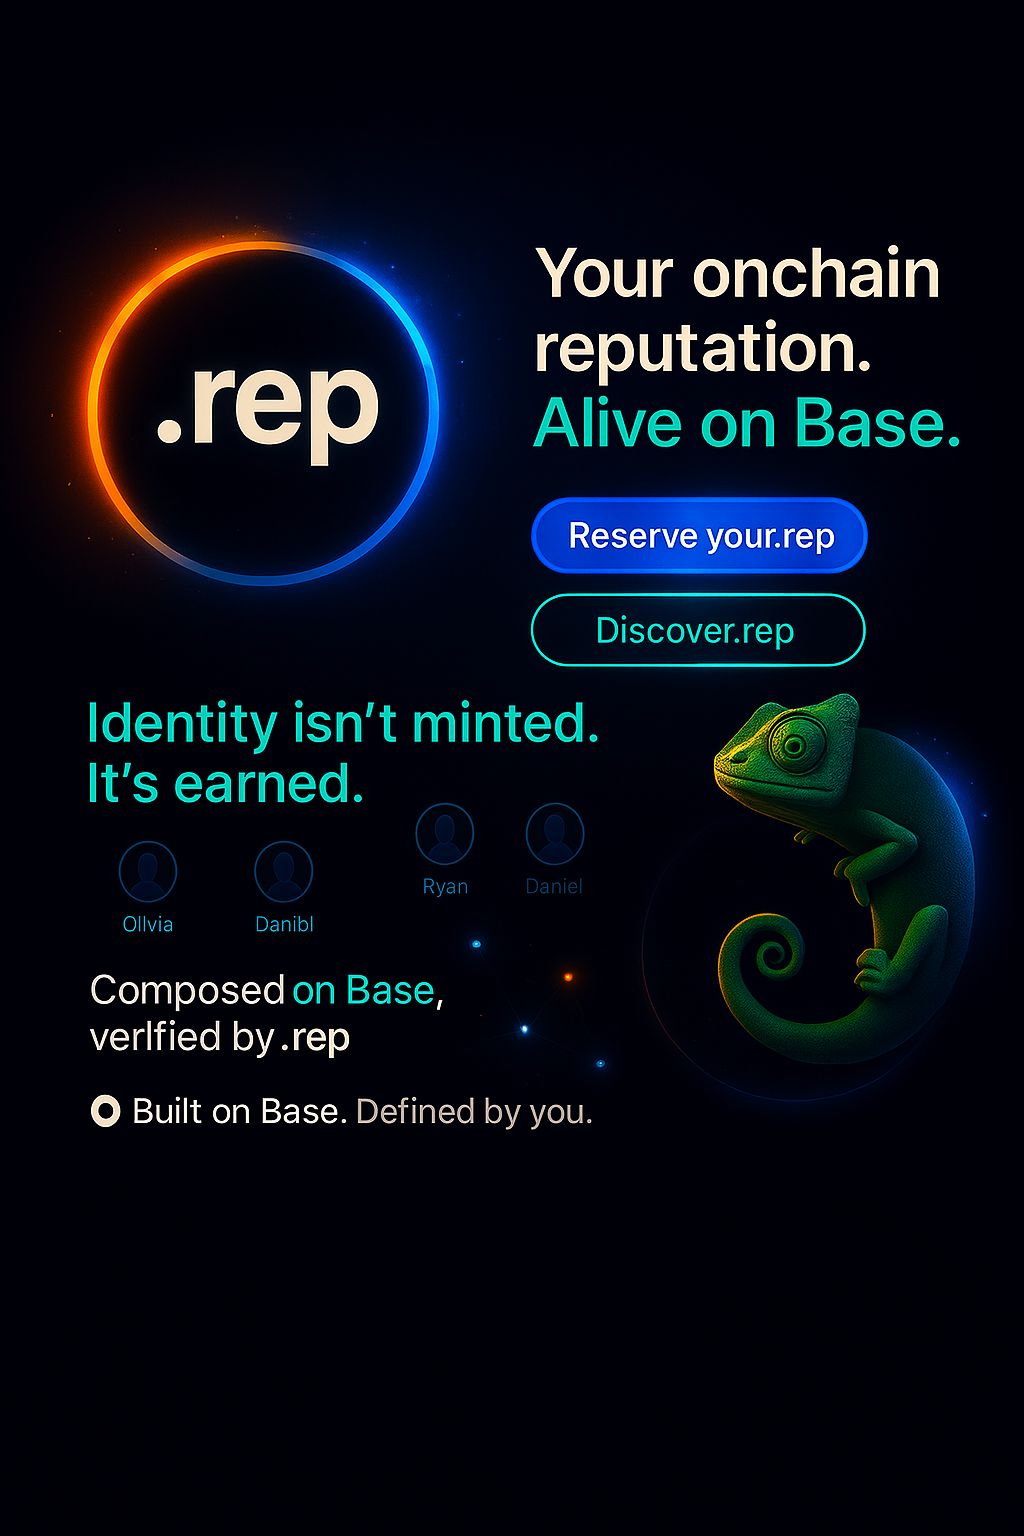 .rep
Your onchain
reputation.
Alive on Base.
Reserve your.rep
Discover.rep
Identity isn’t minted.
It’s earned.
Ryan
Daniel
Ollvia
Danibl
Composed on Base,
verlfied by .rep
Built on Base. Defined by you.